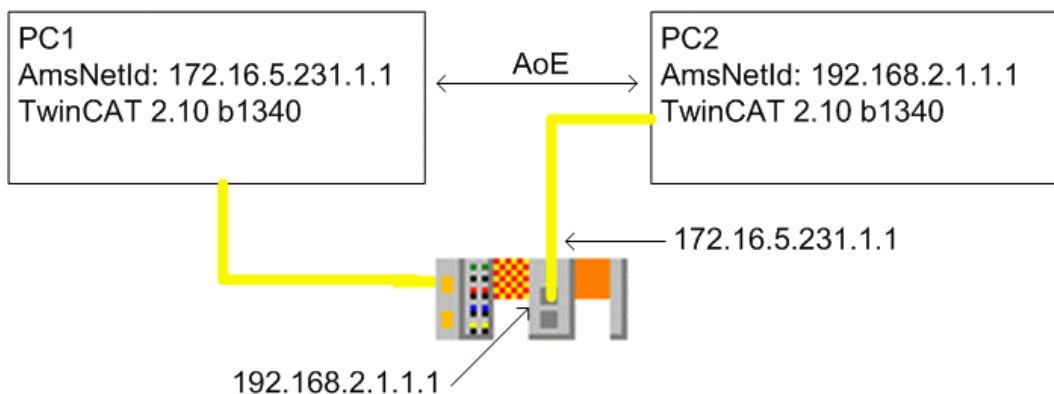 PC1
AmsNetId: 172.16.5.231.1.1
TwinCAT 2.10 b1340
AoE
PC2
AmsNetId: 192.168.2.1.1.1
TwinCAT 2.10 b1340
172.16.5.231.1.1
192.168.2.1.1.1